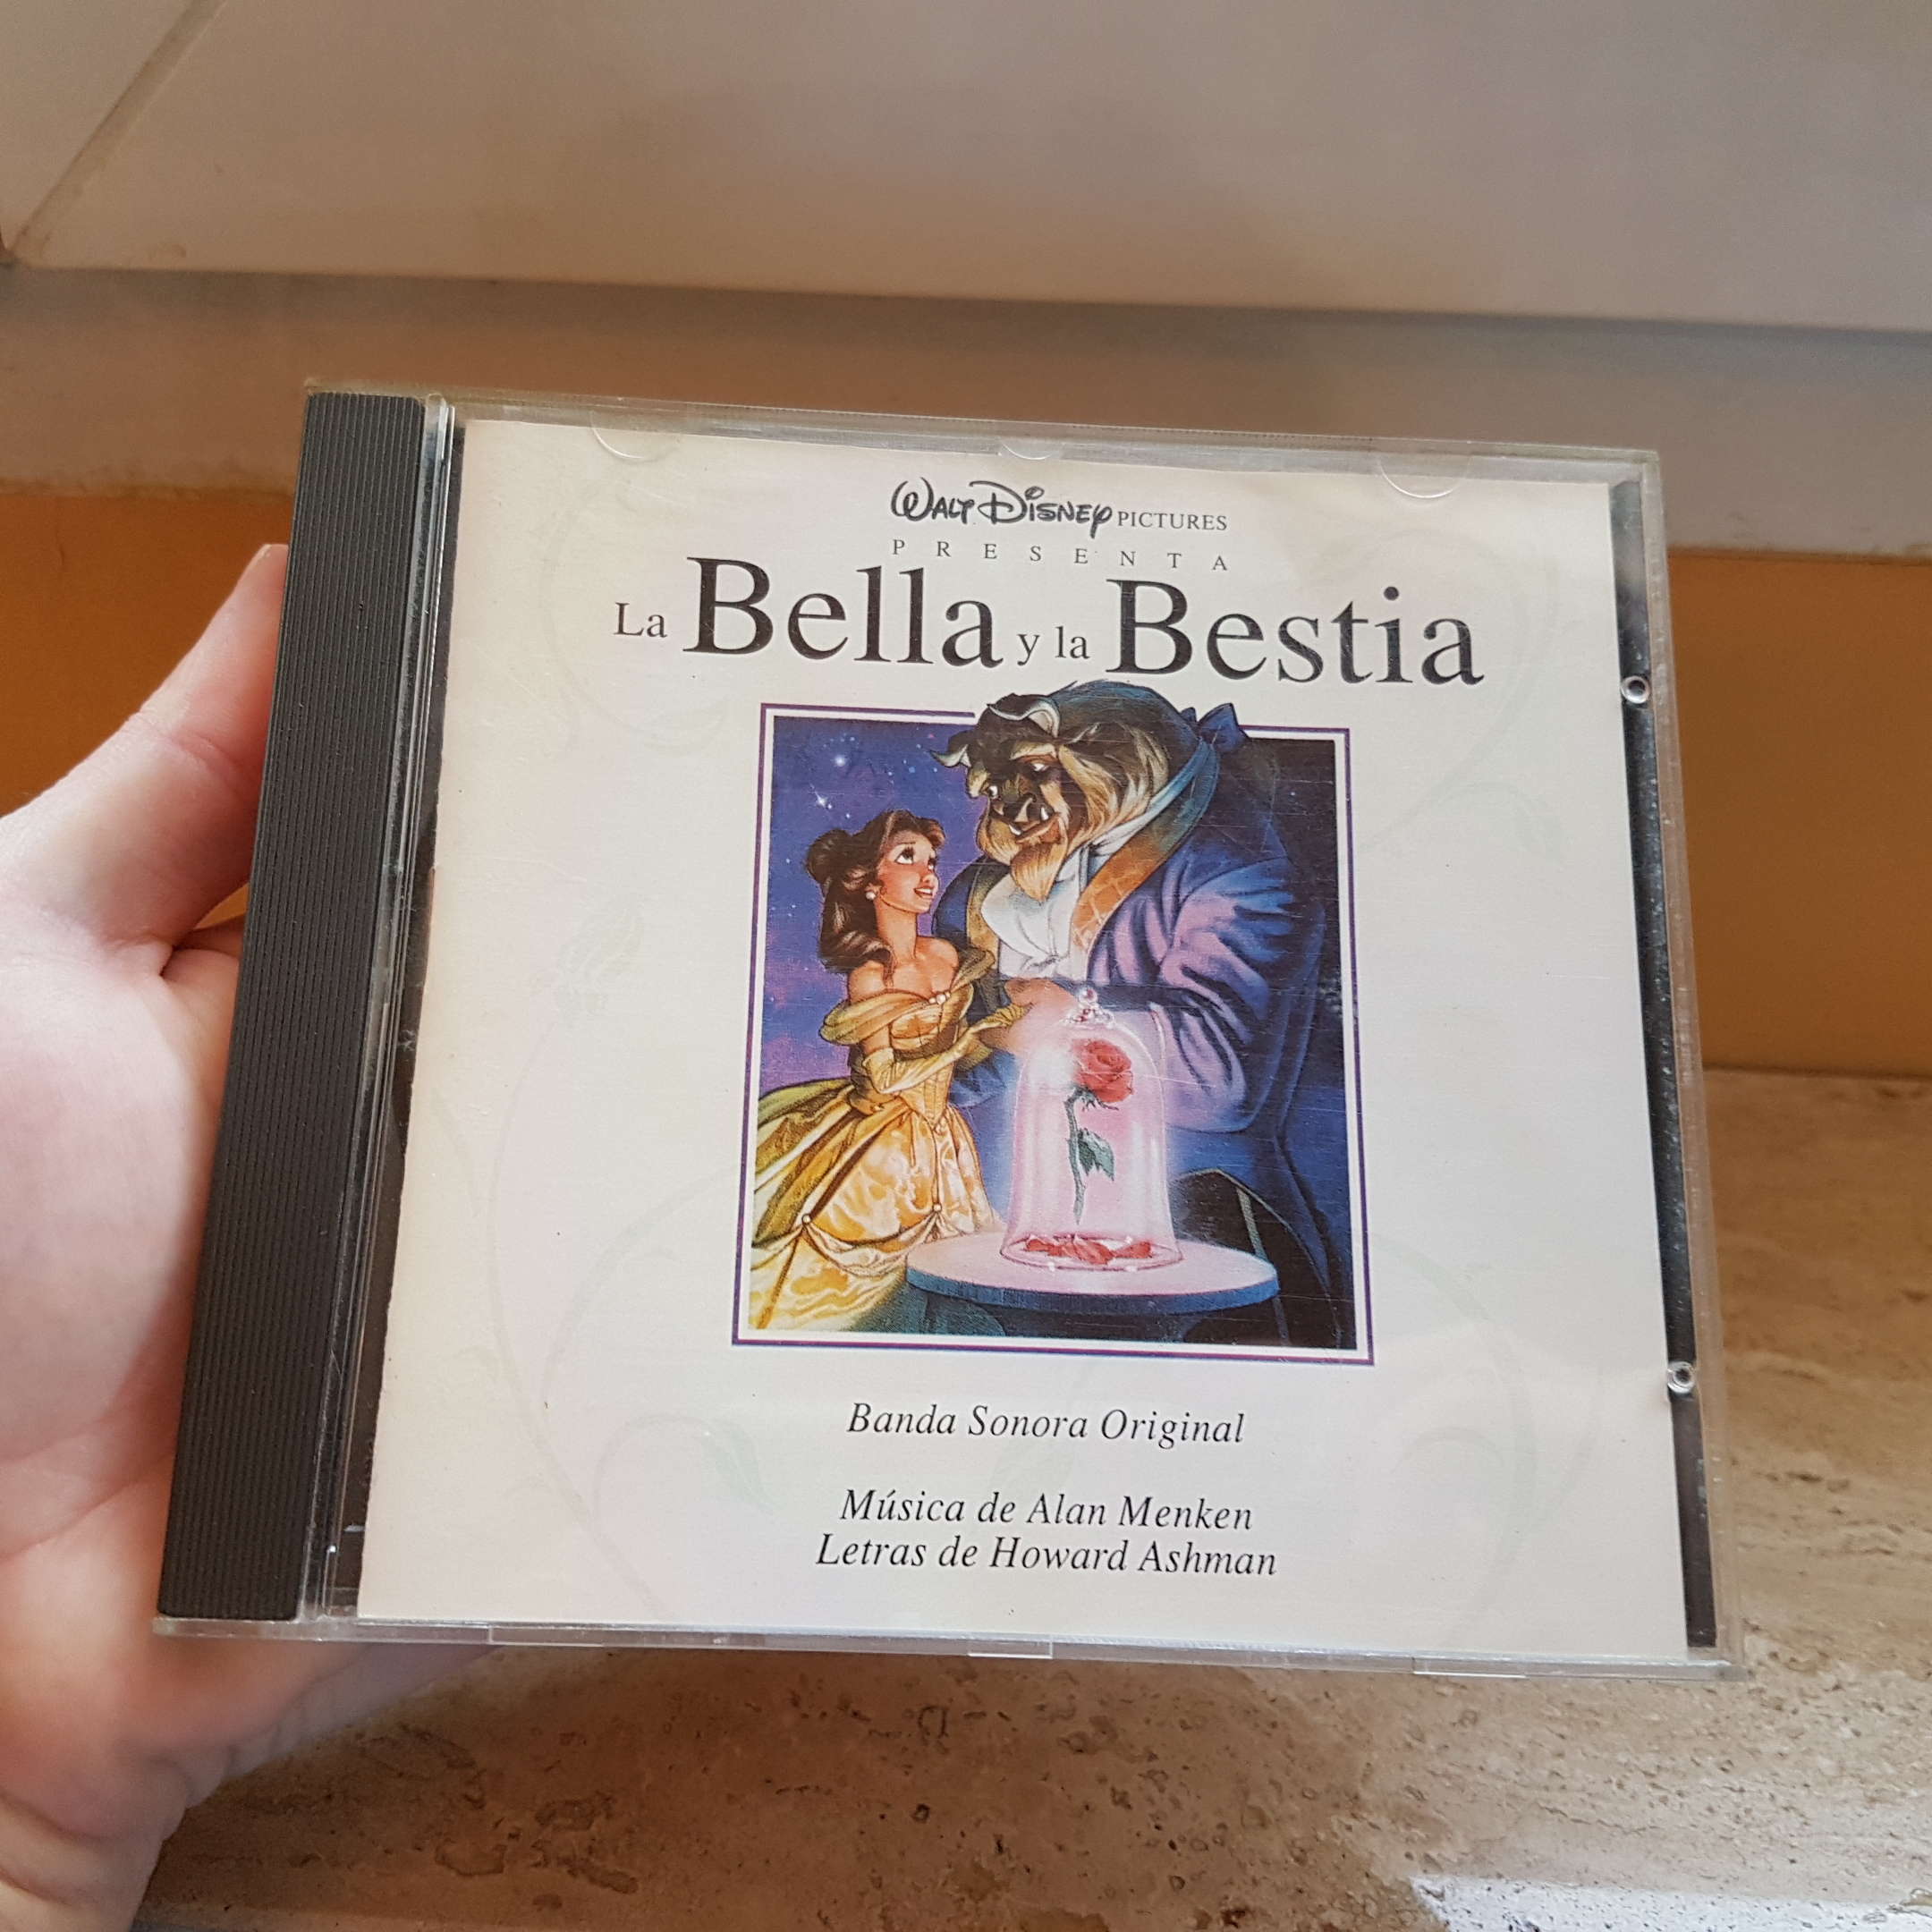 WALT DISNEY PICTURES
PRESENTA
La Bella y la Bestia
Banda Sonora Original
Música de Alan Menken
Letras de Howard Ashman